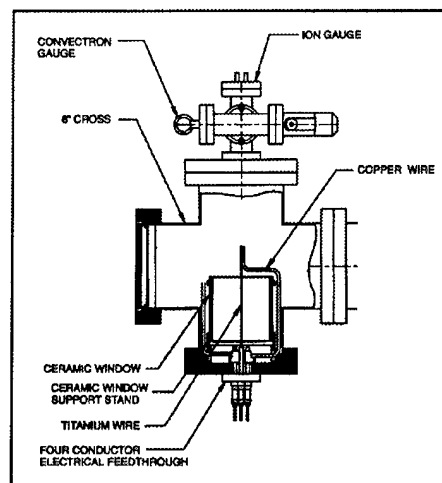 ION GAUGE
CONVECTRON
GAUGE
6" CROSS
COPPER WIRE
CERAMIC WINDOW
CERAMIC WINDOW
SUPPORT STAND
TITANIUM WIRE
FOUR CONDUCTOR
ELECTRICAL FEEDTHROUGH